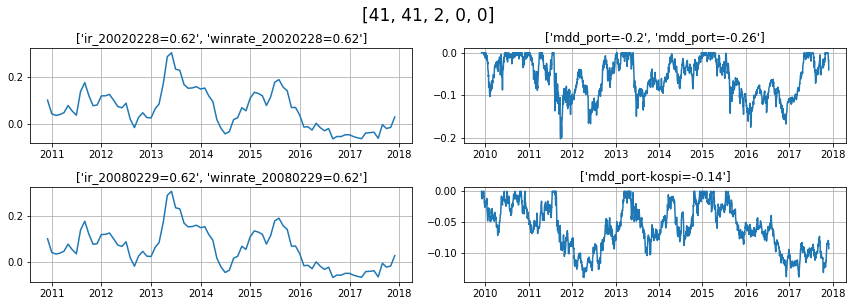 [41, 41, 2, 0, 0]
['ir_20020228=0.62', 'winrate_20020228=0.62']
0.2
0.0
2011 2012 2013 2014 2015 2016 2017 2018
['mdd_port=-0.2', 'mdd_port=-0.26']
0.0
−0.1
−0.2
2010 2011 2012 2013 2014 2015 2016 2017 2018
['ir_20080229=0.62', 'winrate_20080229=0.62']
0.2
0.0
2011 2012 2013 2014 2015 2016 2017 2018
['mdd_port-kospi=-0.14']
0.00
−0.05
−0.10
2010 2011 2012 2013 2014 2015 2016 2017 2018